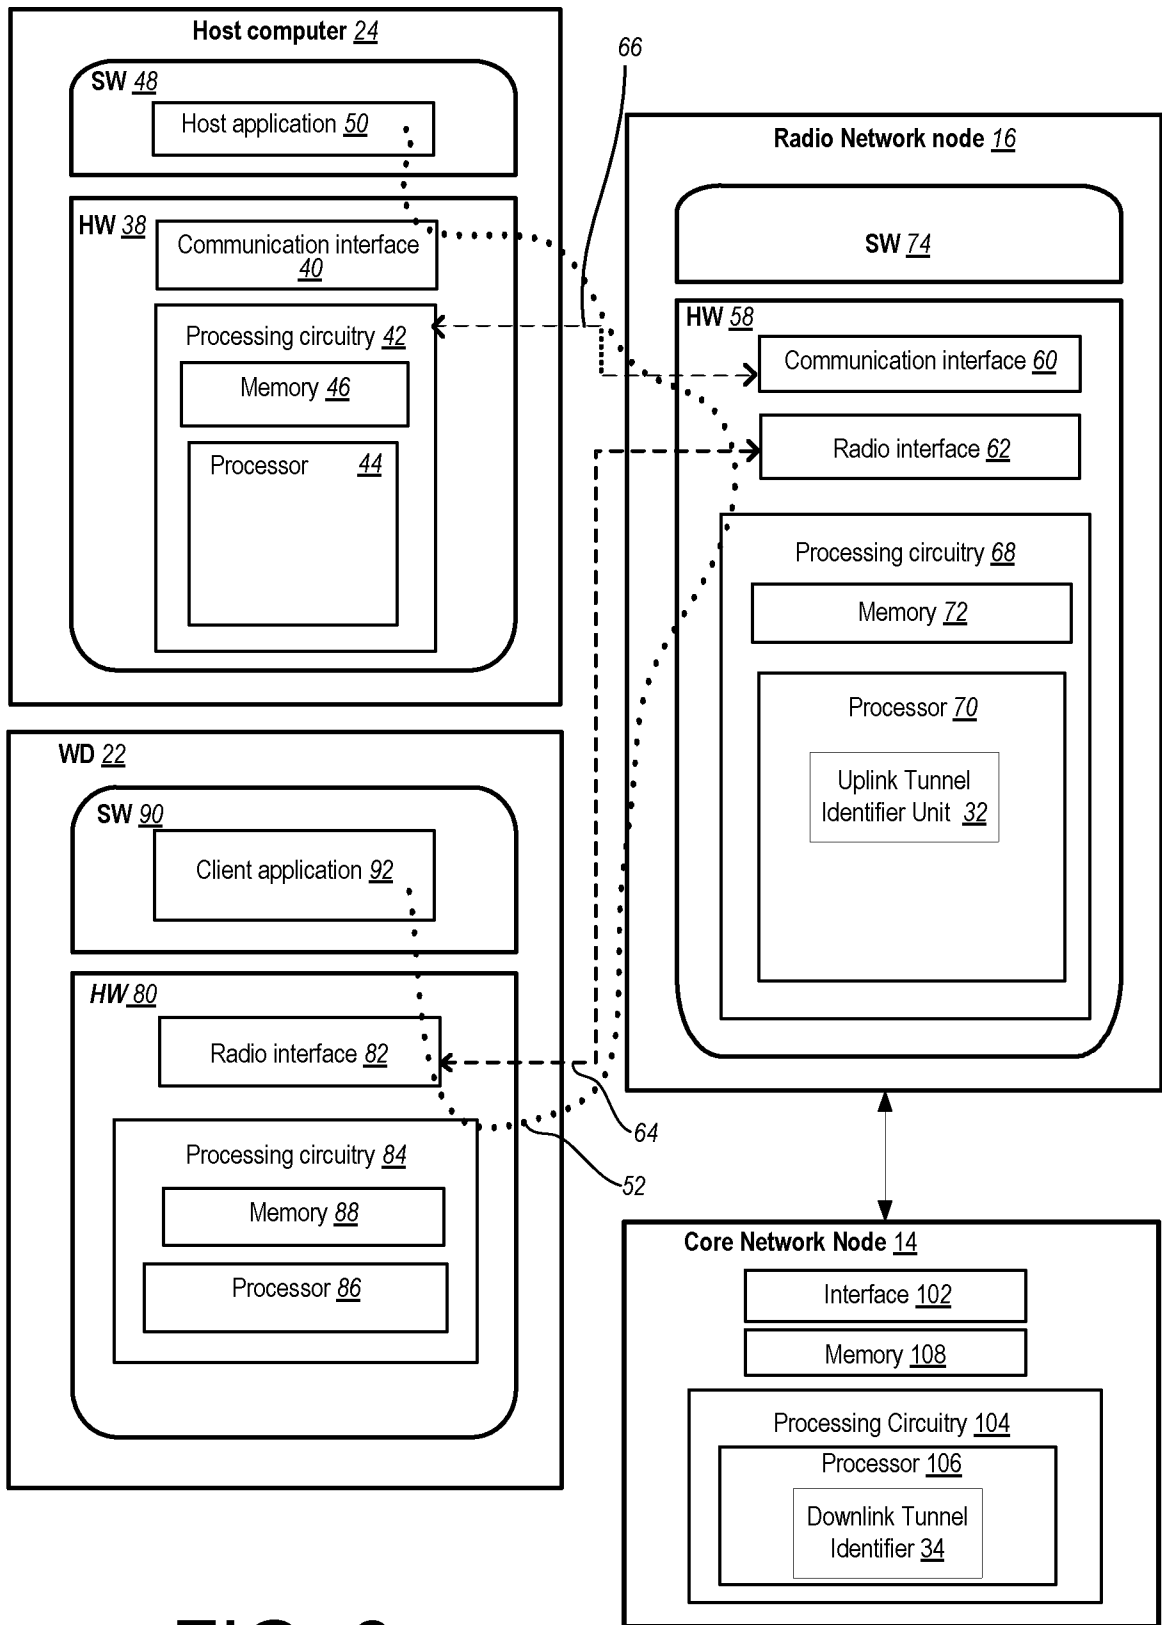 Host computer 24
SW 48
Host application 50
HW 38
Communication interface
40
Processing circuitry 42
Memory 46
Processor 44
66
Radio Network node 16
SW 74
HW 58
Communication interface 60
Radio interface 62
Processing circuitry 68
Memory 72
Processor 70
Uplink Tunnel
Identifier Unit 32
WD 22
SW 90
Client application 92
HW 80
Radio interface 82
Processing circuitry 84
Memory 88
Processor 86
64
52
Core Network Node 14
Interface 102
Memory 108
Processing Circuitry 104
Processor 106
Downlink Tunnel
Identifier 34